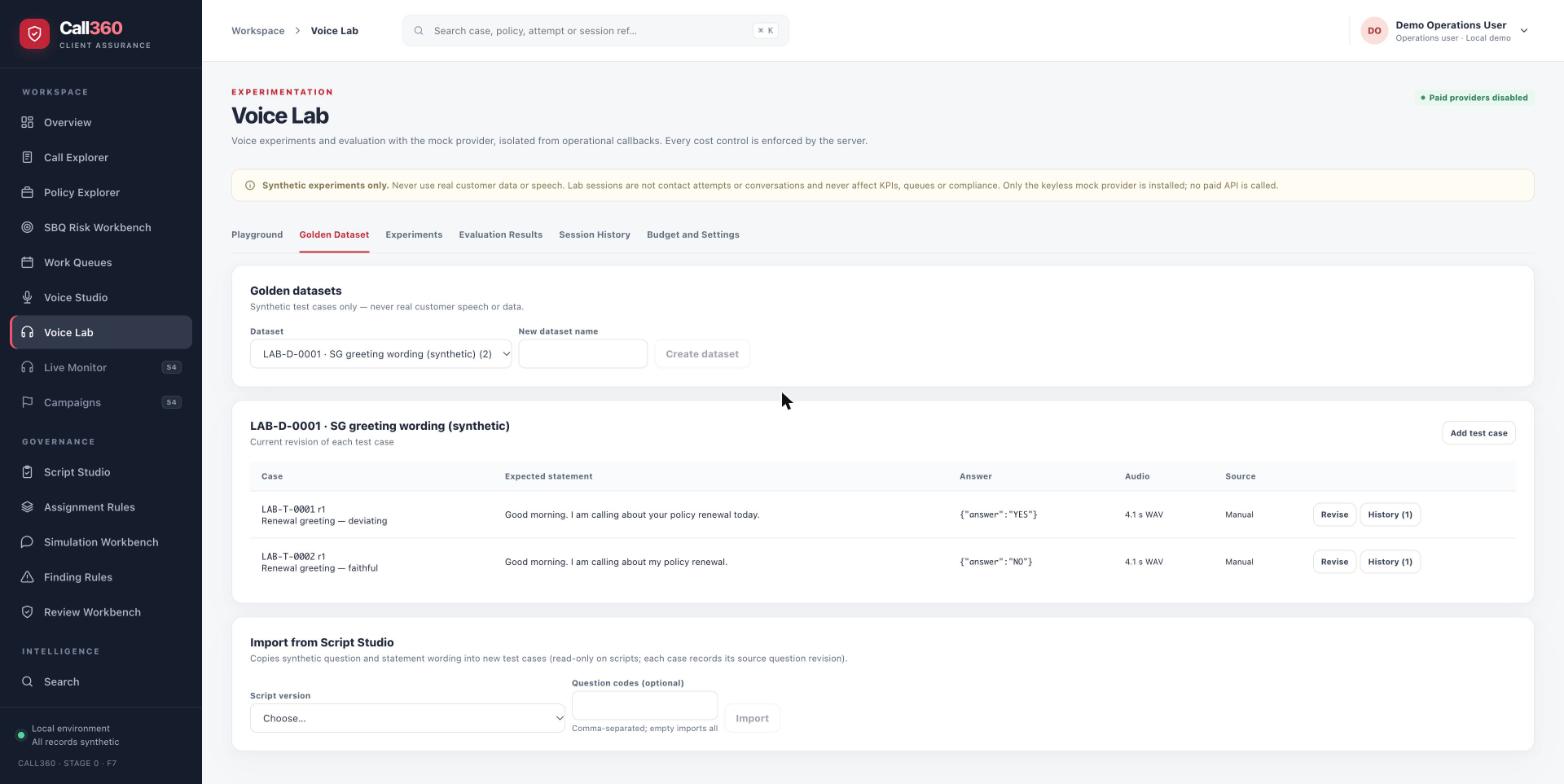 Call360
CLIENT ASSURANCE
WORKSPACE
Overview
Call Explorer
Policy Explorer
SBQ Risk Workbench
Work Queues
Voice Studio
Voice Lab
Live Monitor S4
Campaigns S4
GOVERNANCE
Script Studio
Assignment Rules
Simulation Workbench
Finding Rules
Review Workbench
INTELLIGENCE
Search
Local environment
All records synthetic
CALL360 · STAGE 0 · F7
Workspace > Voice Lab
Search case, policy, attempt or session ref...
⌘ K
DO
Demo Operations User
Operations user · Local demo
EXPERIMENTATION
Voice Lab
Voice experiments and evaluation with the mock provider, isolated from operational callbacks. Every cost control is enforced by the server.
Paid providers disabled
Synthetic experiments only. Never use real customer data or speech. Lab sessions are not contact attempts or conversations and never affect KPIs, queues or compliance. Only the keyless mock provider is installed; no paid API is called.
Playground Golden Dataset Experiments Evaluation Results Session History Budget and Settings
Golden datasets
Synthetic test cases only — never real customer speech or data.
Dataset New dataset name
LAB-D-0001 · SG greeting wording (synthetic) (2) Create dataset
LAB-D-0001 · SG greeting wording (synthetic)
Current revision of each test case
Add test case
Case Expected statement Answer Audio Source
LAB-T-0001 r1
Renewal greeting — deviating
Good morning. I am calling about your policy renewal today. {"answer":"YES"} 4.1 s WAV Manual Revise History (1)
LAB-T-0002 r1
Renewal greeting — faithful
Good morning. I am calling about my policy renewal. {"answer":"NO"} 4.1 s WAV Manual Revise History (1)
Import from Script Studio
Copies synthetic question and statement wording into new test cases (read-only on scripts; each case records its source question revision).
Script version
Choose...
Question codes (optional)
Comma-separated; empty imports all
Import